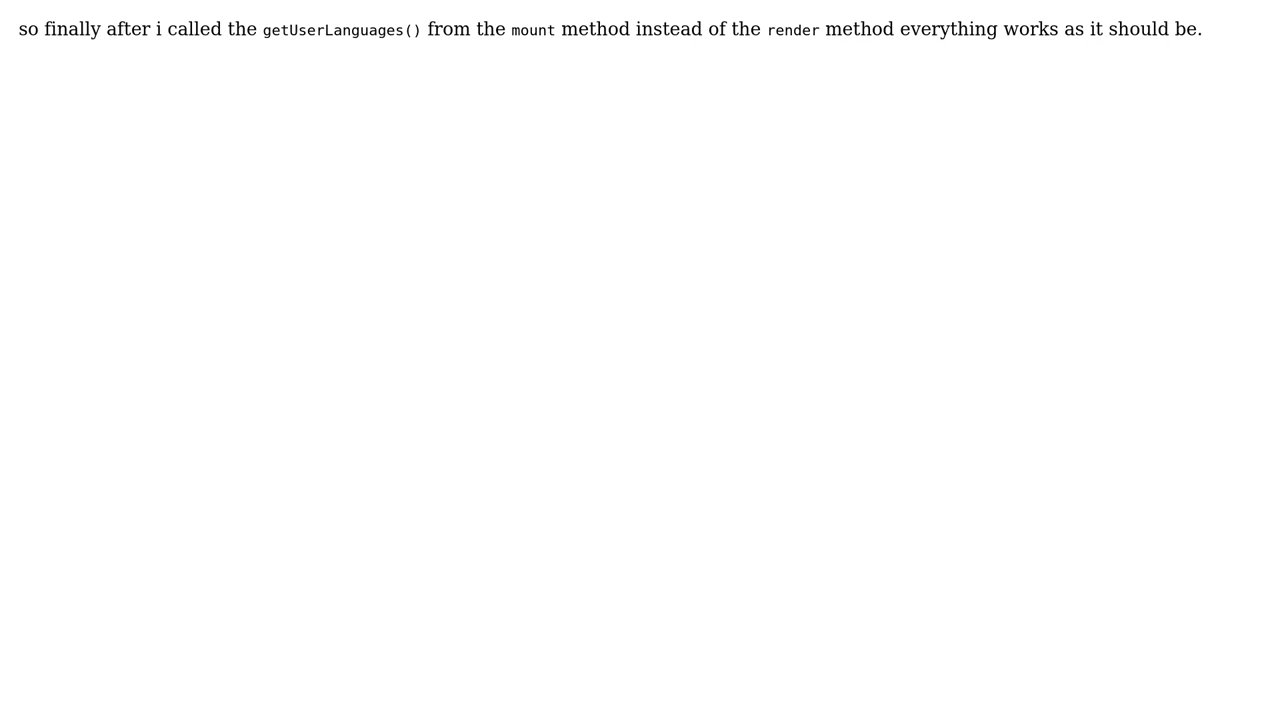 so finally after i called the getUserLanguages() from the mount method instead of the render method everything works as it should be.